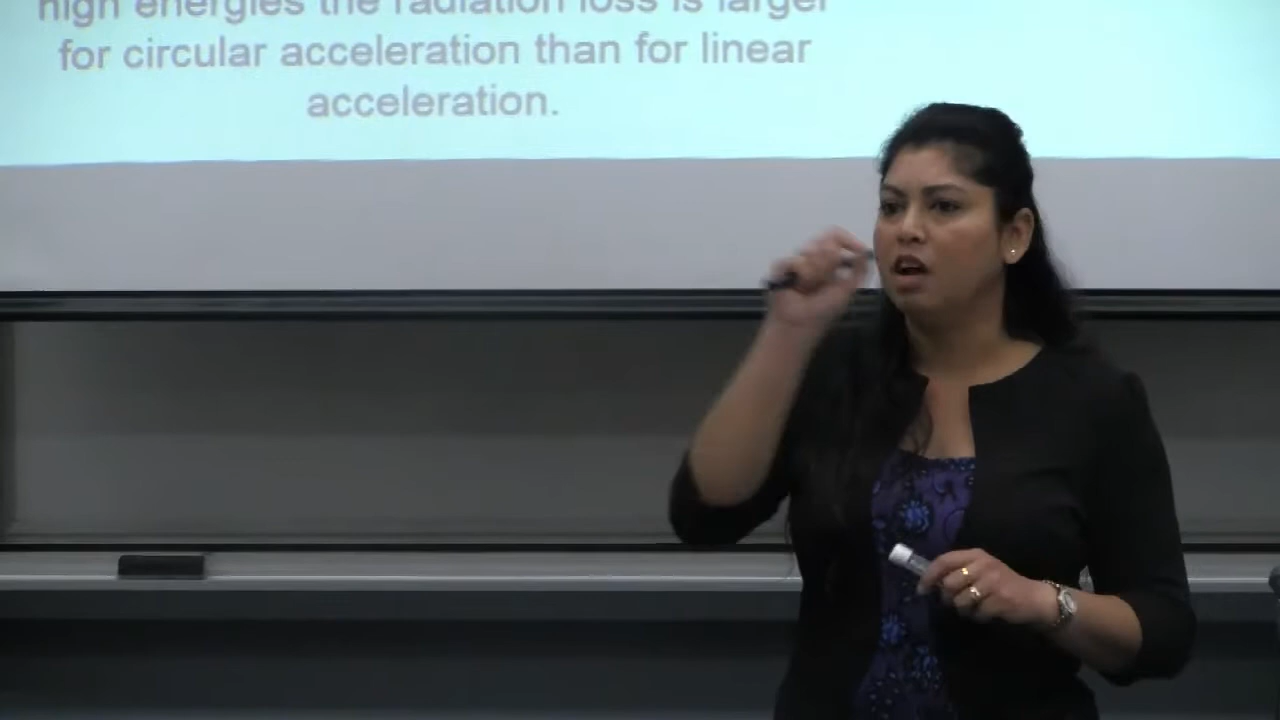 high energies the radiation loss is larger
for circular acceleration than for linear
acceleration.